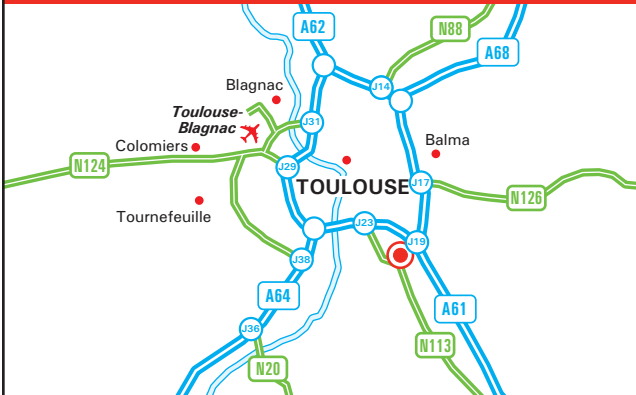 A62
N88
A68
Blagnac
J14
Toulouse-
Blagnac
J31
Colomiers
Balma
N124
J29
TOULOUSE
J17
N126
Tournefeuille
J23
J19
J38
A64
A61
J36
N113
N20